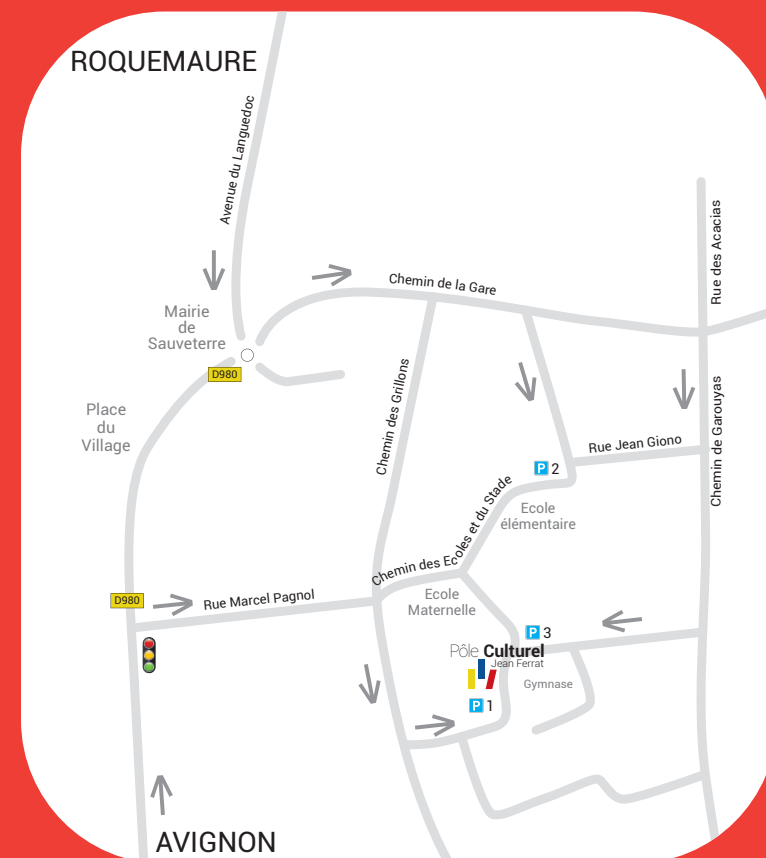 ROQUEMAURE
Avenue du Languedoc
Rue des Acacias
Chemin de la Gare
Mairie
de
Sauveterre
D980
Place
du
Village
Chemin des Grillons
Chemin de Garouyas
Rue Jean Giono
P 2
Ecole
élémentaire
Chemin des Ecoles et du Stade
D980
Rue Marcel Pagnol
Ecole
Maternelle
P 3
Pôle Culturel
Jean Ferrat
Gymnase
P 1
AVIGNON